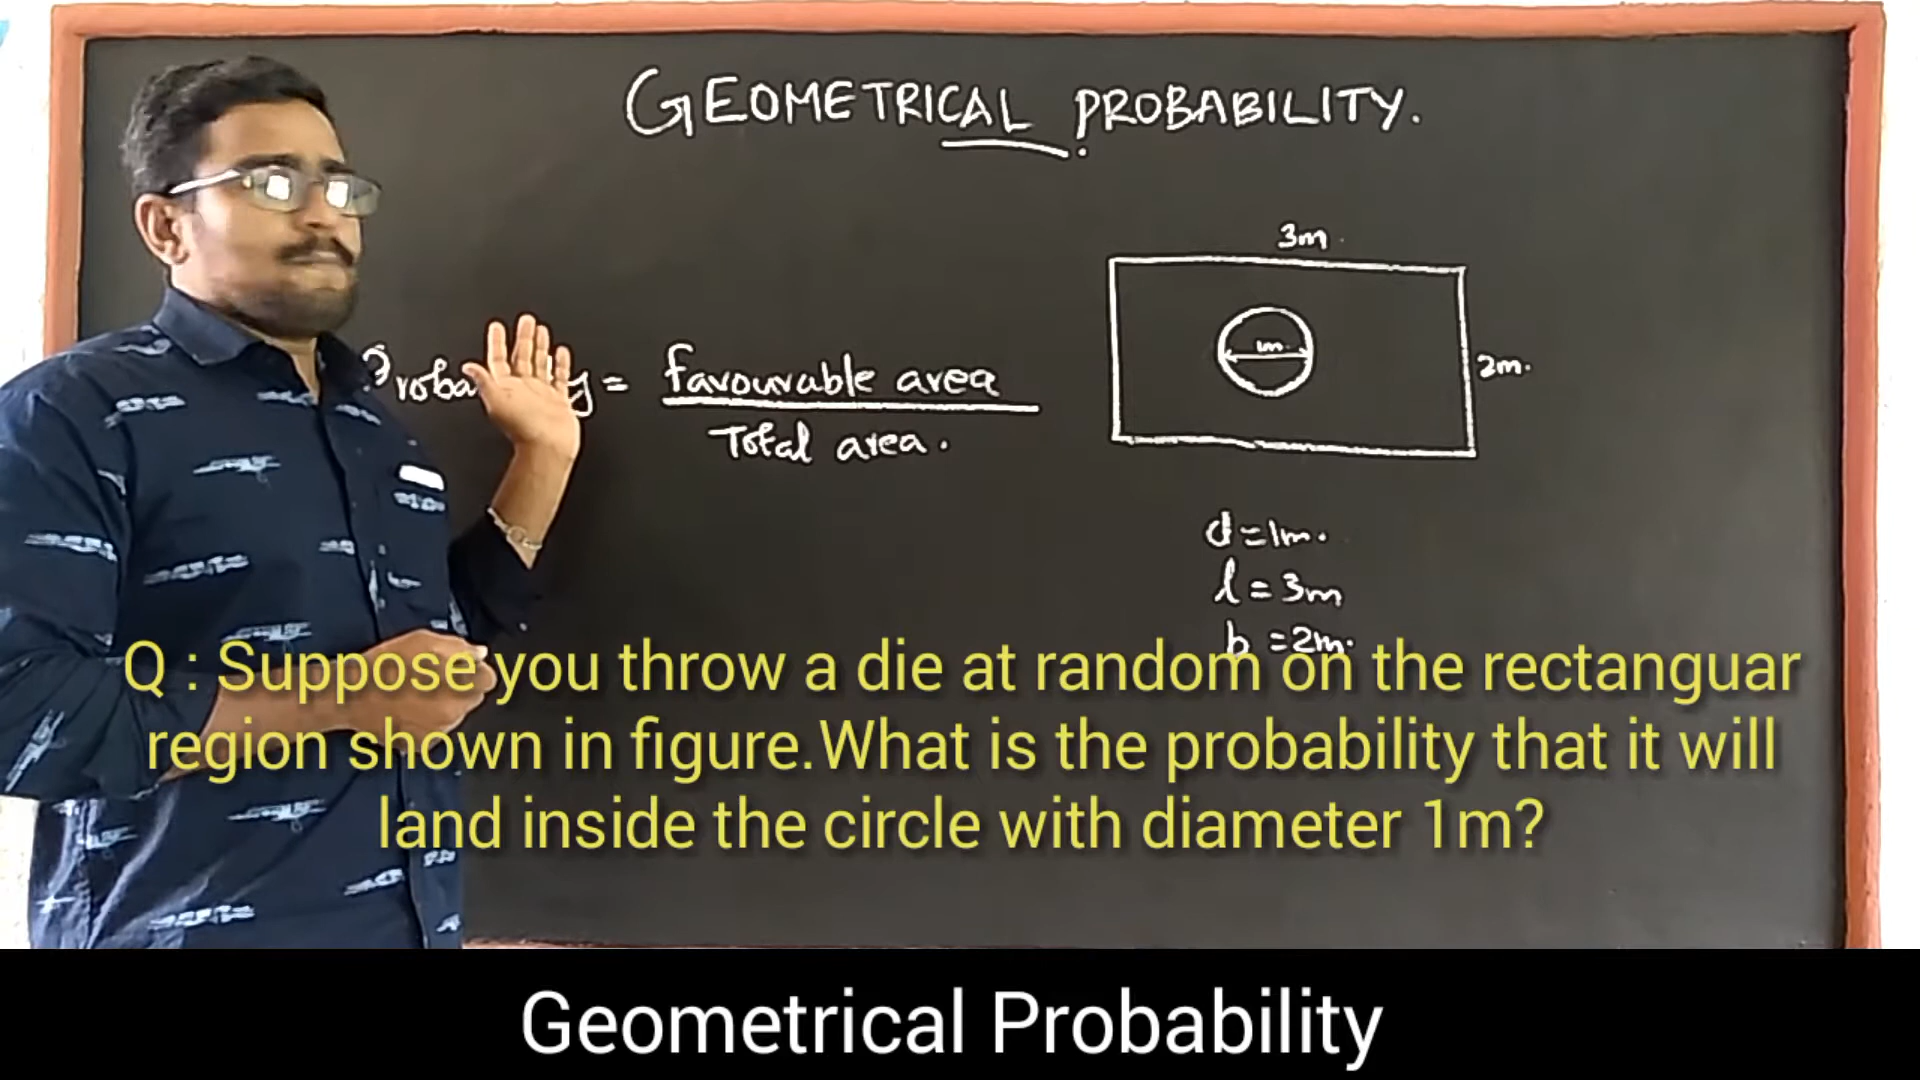 GEOMETRICAL PROBABILITY.
3m
1m
2m.
favourable area
=
Total area.
d=1m.
l=3m
b=2m.
Q : Suppose you throw a die at random on the rectanguar
region shown in figure.What is the probability that it will
land inside the circle with diameter 1m?
Geometrical Probability